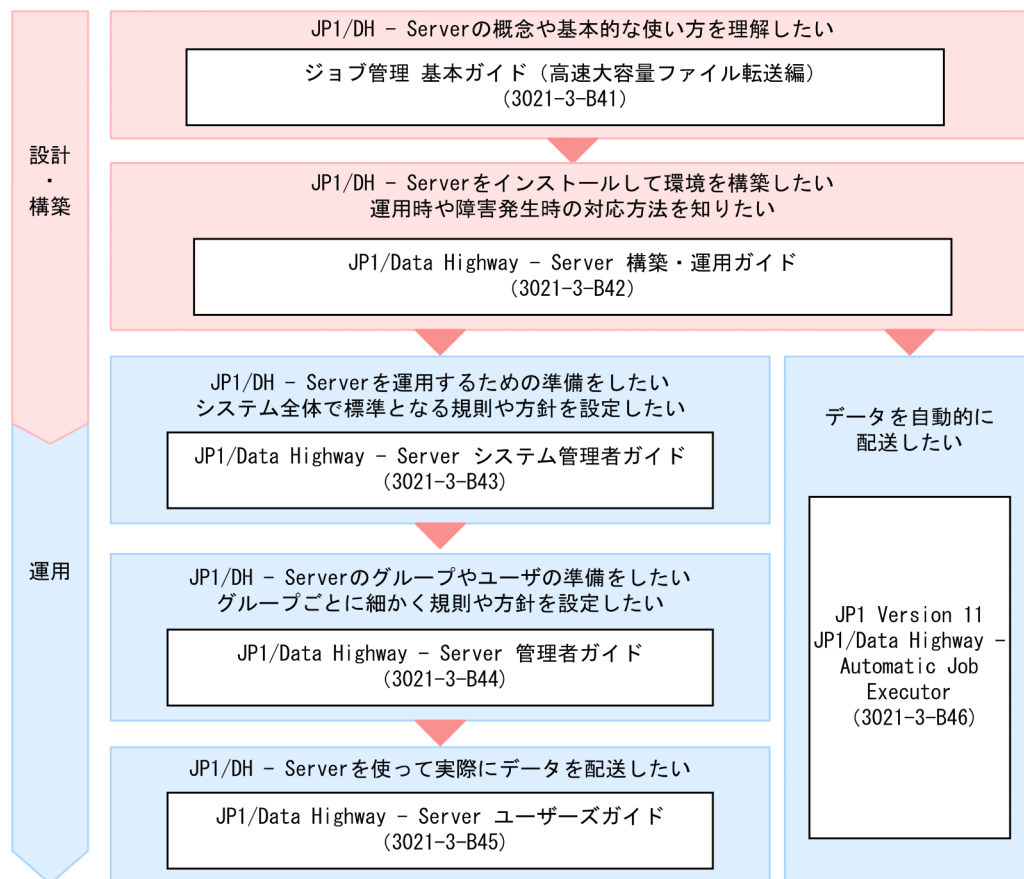 設計
・
構築
運用
JP1/DH - Serverの概念や基本的な使い方を理解したい
ジョブ管理 基本ガイド（高速大容量ファイル転送編）
(3021-3-B41)
JP1/DH - Serverをインストールして環境を構築したい
運用時や障害発生時の対応方法を知りたい
JP1/Data Highway - Server 構築・運用ガイド
(3021-3-B42)
JP1/DH - Serverを運用するための準備をしたい
システム全体で標準となる規則や方針を設定したい
JP1/Data Highway - Server システム管理者ガイド
(3021-3-B43)
JP1/DH - Serverのグループやユーザの準備をしたい
グループごとに細かく規則や方針を設定したい
JP1/Data Highway - Server 管理者ガイド
(3021-3-B44)
JP1/DH - Serverを使って実際にデータを配送したい
JP1/Data Highway - Server ユーザーズガイド
(3021-3-B45)
データを自動的に
配送したい
JP1 Version 11
JP1/Data Highway -
Automatic Job
Executor
(3021-3-B46)